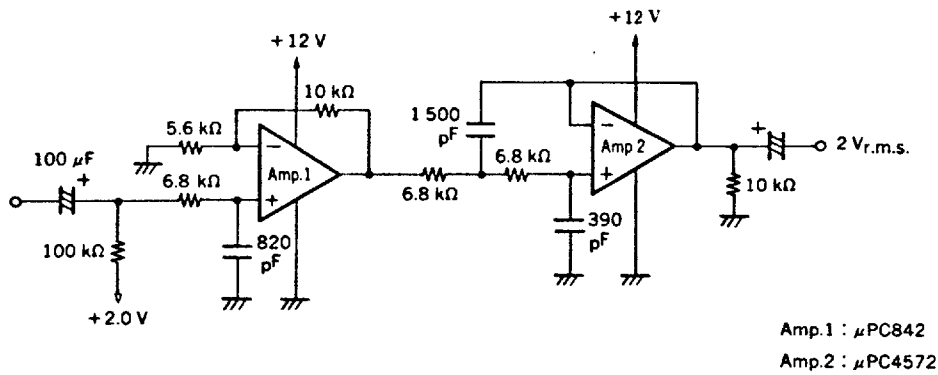 +12 V
+12 V
10 kΩ
5.6 kΩ
1 500
pF
−
−
2 Vr.m.s.
100 μF
+
6.8 kΩ
Amp.1
+
6.8 kΩ
6.8 kΩ
Amp 2
+
+
10 kΩ
100 kΩ
820
pF
390
pF
+2.0 V
Amp.1 : μPC842
Amp.2 : μPC4572